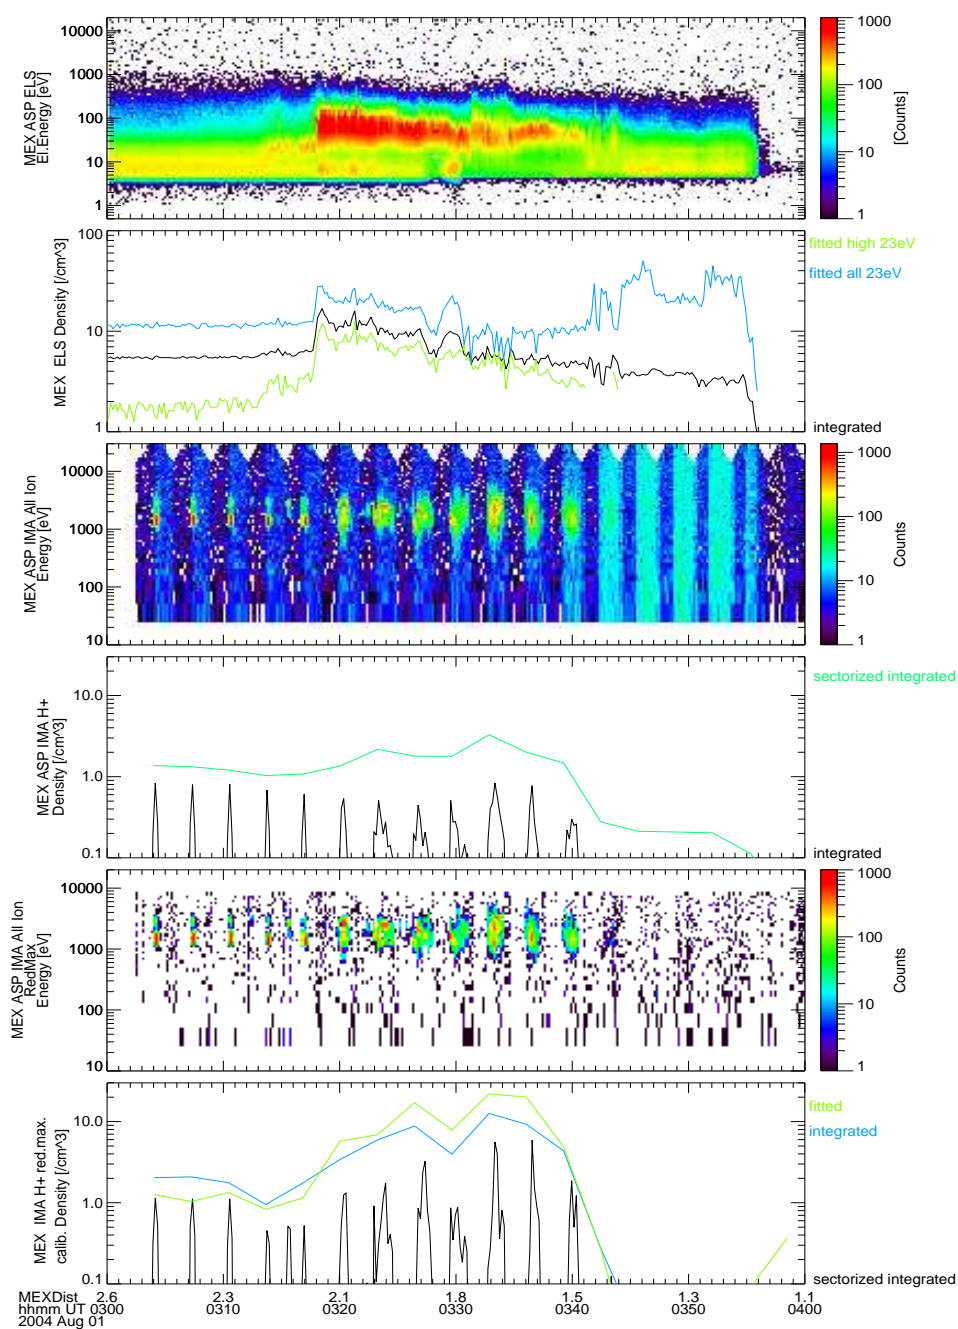 MEX ASP ELS
El.Energy [eV]
10000
1000
100
10
1
1000
100
10
1
[Counts]
MEX ELS Density [/cm^3]
100
10
1
fitted high 23eV
fitted all 23eV
integrated
MEX ASP IMA All Ion
Energy [eV]
10000
1000
100
10
1000
100
10
1
Counts
MEX ASP IMA H+
Density [/cm^3]
10.0
1.0
0.1
sectorized integrated
integrated
MEX ASP IMA All Ion
RedMax
Energy [eV]
10000
1000
100
10
1000
100
10
1
Counts
MEX IMA H+ red.max.
calib. Density [/cm^3]
10.0
1.0
0.1
fitted
integrated
sectorized integrated
MEXDist 2.6 2.3 2.1 1.8 1.5 1.3 1.1
hhmm UT 0300 0310 0320 0330 0340 0350 0400
2004 Aug 01